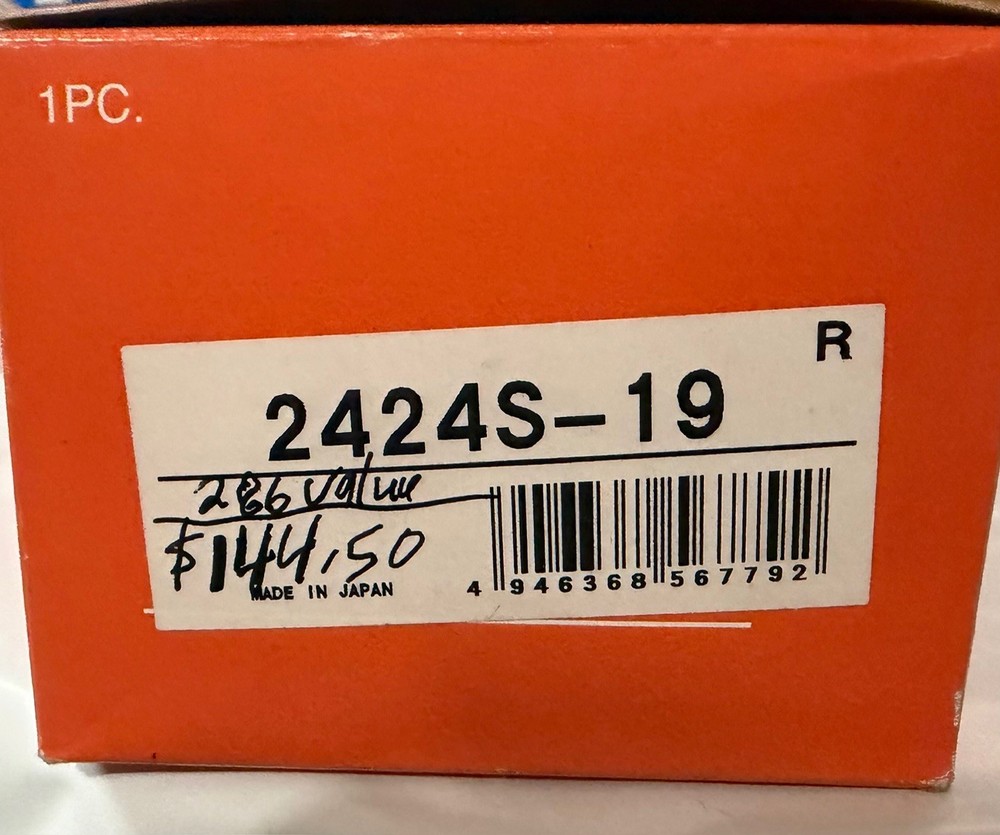 1PC.
R
2424S-19
286 value
$144.50
MADE IN JAPAN
4 946368 567792